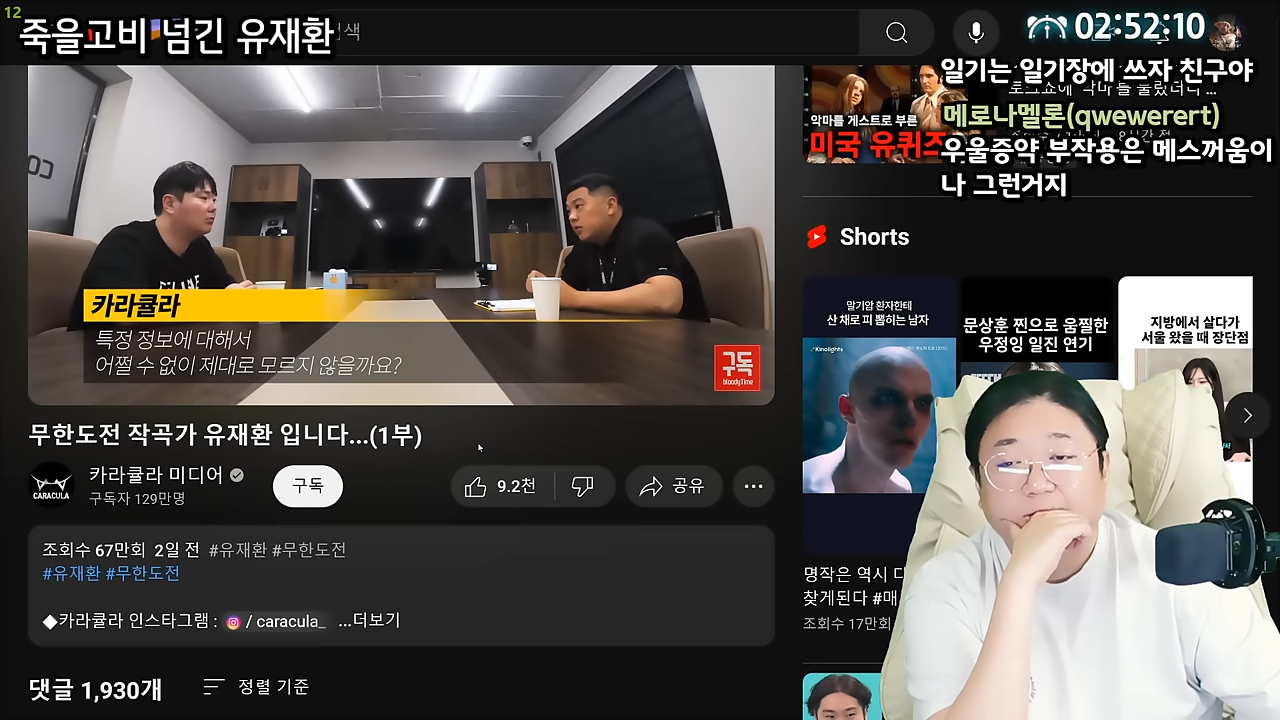 12
죽을고비 넘긴 유재환
색
02:52:10
일기는 일기장에 쓰자 친구야
메로나멜론(qwewerert)
우울증약 부작용은 메스꺼움이
나 그런거지
악마를 게스트로 부른
미국 유퀴즈
카라큘라
특정 정보에 대해서
어쩔 수 없이 제대로 모르지 않을까요?
구독
bloodyTime
무한도전 작곡가 유재환 입니다...(1부)
CARACULA
카라큘라 미디어
구독자 129만명
구독
9.2천
공유
조회수 67만회 2일 전 #유재환 #무한도전
#유재환 #무한도전
◆카라큘라 인스타그램 : / caracula_ ...더보기
댓글 1,930개
정렬 기준
Shorts
말기암 환자한테
산 채로 피 뽑히는 남자
Kinolights
문상훈 찐으로 움찔한
우정잉 일진 연기
지방에서 살다가
서울 왔을 때 장단점
명작은 역시 다
찾게된다 #매
조회수 17만회